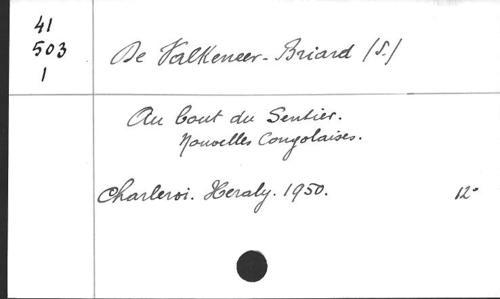 41
503
1
De Valkeneer-Briard (S.)
Au bout du Sentier.
Nouvelles Congolaises.
Charleroi. Heraly. 1950. 12°